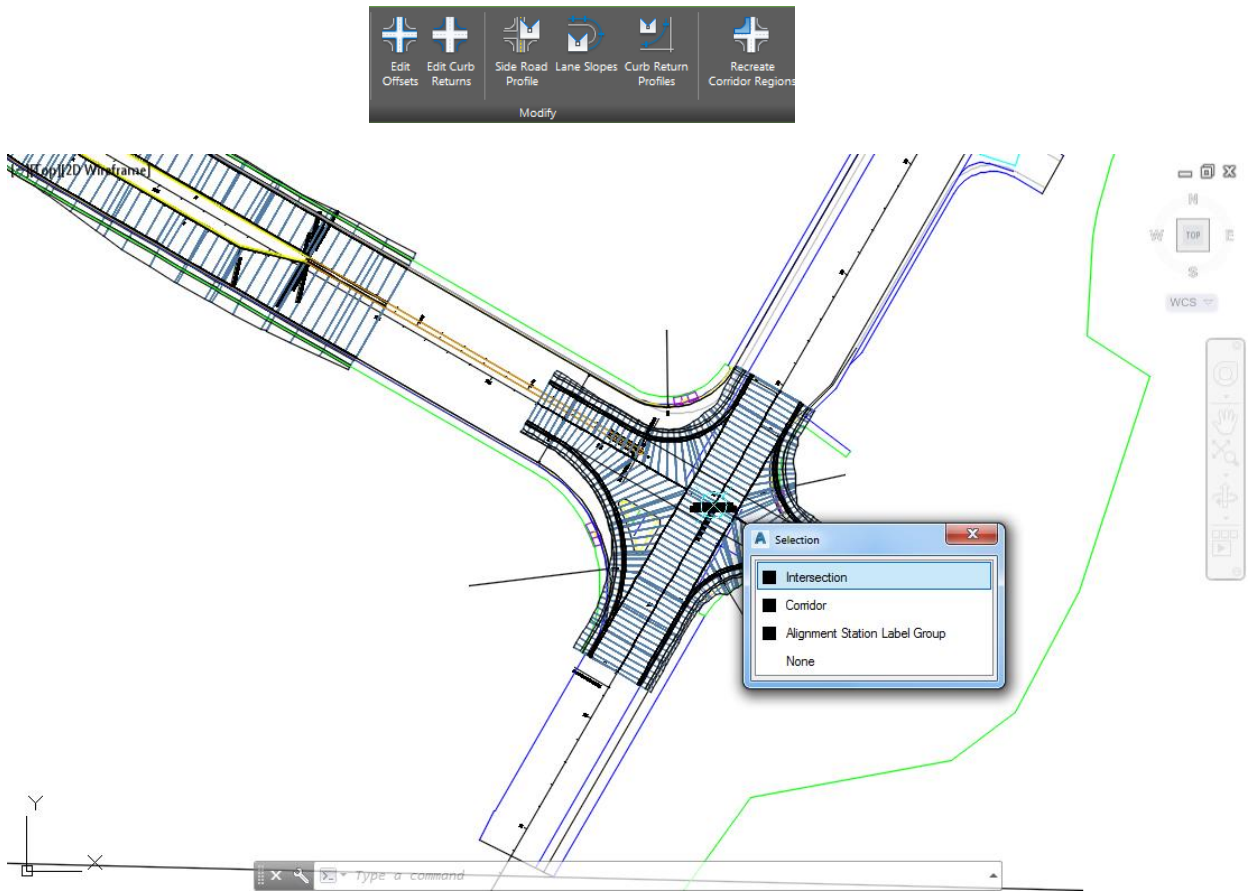 Edit Offsets
Edit Curb Returns
Side Road Profile
Lane Slopes
Curb Return Profiles
Recreate Corridor Regions
Modify
[Top][2D Wireframe]
N
W
TOP
E
S
WCS
A Selection
Intersection
Corridor
Alignment Station Label Group
None
Y
X
Type a command